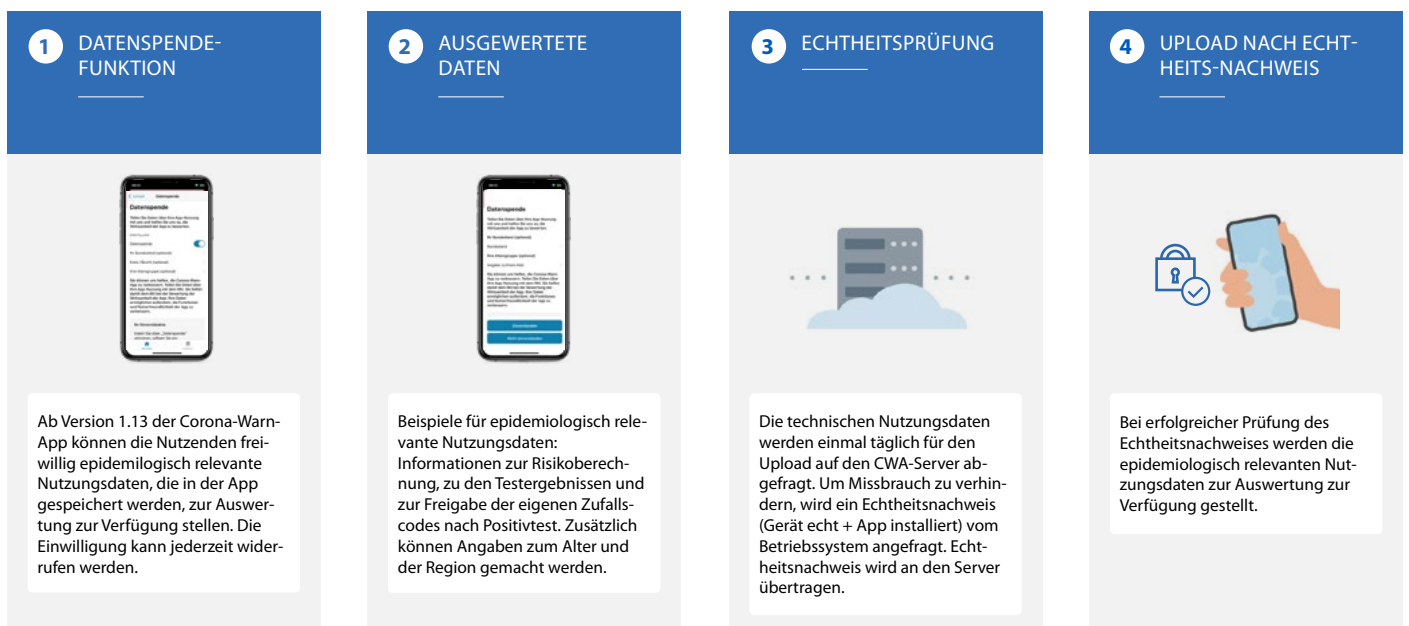 1 DATENSPENDE-
FUNKTION
Datenspende
Datenspende
Ab Version 1.13 der Corona-Warn-
App können die Nutzenden frei-
willig epidemilogisch relevante
Nutzungsdaten, die in der App
gespeichert werden, zur Auswer-
tung zur Verfügung stellen. Die
Einwilligung kann jederzeit wider-
rufen werden.
2 AUSGEWERTETE
DATEN
Datenspende
Beispiele für epidemiologisch rele-
vante Nutzungsdaten:
Informationen zur Risikoberech-
nung, zu den Testergebnissen und
zur Freigabe der eigenen Zufalls-
codes nach Positivtest. Zusätzlich
können Angaben zum Alter und
der Region gemacht werden.
3 ECHTHEITSPRÜFUNG
Die technischen Nutzungsdaten
werden einmal täglich für den
Upload auf den CWA-Server ab-
gefragt. Um Missbrauch zu verhin-
dern, wird ein Echtheitsnachweis
(Gerät echt + App installiert) vom
Betriebssystem angefragt. Echt-
heitsnachweis wird an den Server
übertragen.
4 UPLOAD NACH ECHT-
HEITS-NACHWEIS
Bei erfolgreicher Prüfung des
Echtheitsnachweises werden die
epidemiologisch relevanten Nut-
zungsdaten zur Auswertung zur
Verfügung gestellt.